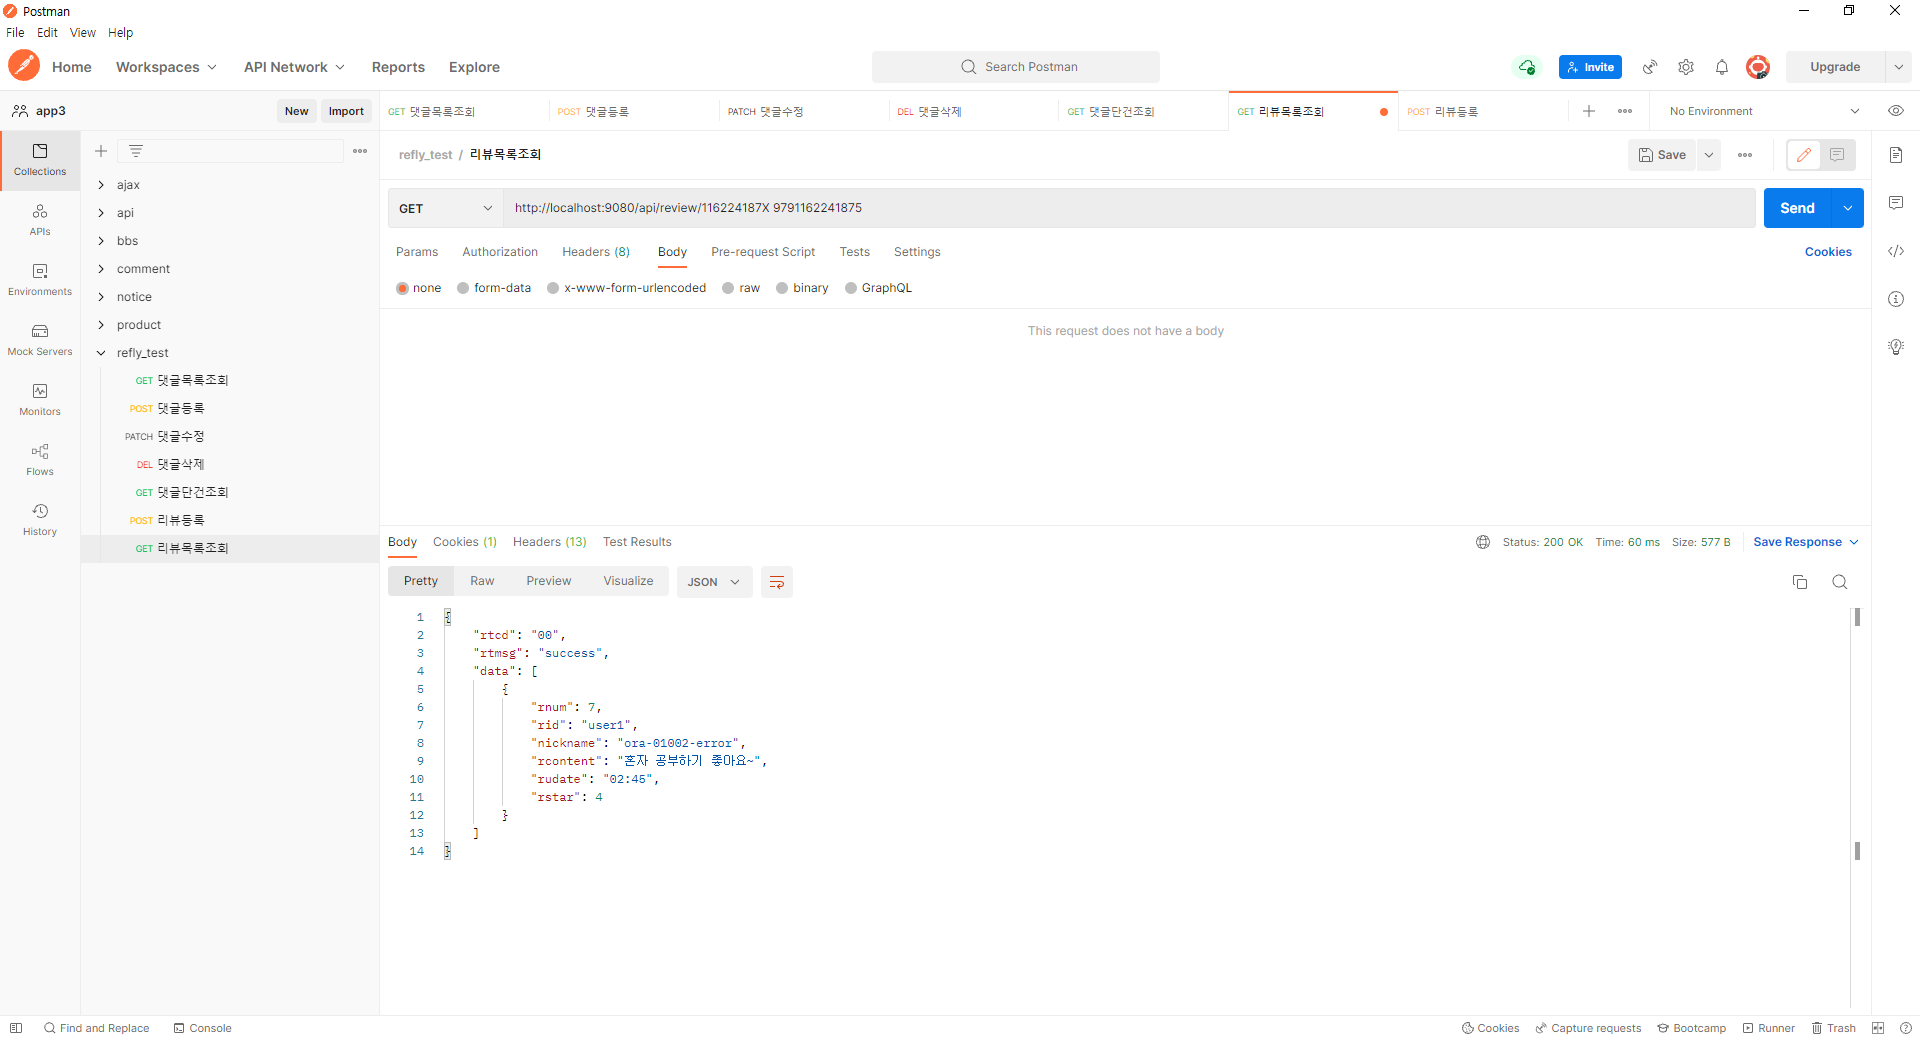 Postman
File Edit View Help
Home Workspaces API Network Reports Explore Search Postman Invite Upgrade
app3 New Import
GET 댓글목록조회 POST 댓글등록 PATCH 댓글수정 DEL 댓글삭제 GET 댓글단건조회 GET 리뷰목록조회 POST 리뷰등록 No Environment
Collections
APIs
Environments
Mock Servers
Monitors
Flows
History
ajax
api
bbs
comment
notice
product
refly_test
GET 댓글목록조회
POST 댓글등록
PATCH 댓글수정
DEL 댓글삭제
GET 댓글단건조회
POST 리뷰등록
GET 리뷰목록조회
refly_test / 리뷰목록조회 Save
GET http://localhost:9080/api/review/116224187X 9791162241875 Send
Params Authorization Headers (8) Body Pre-request Script Tests Settings Cookies
none form-data x-www-form-urlencoded raw binary GraphQL
This request does not have a body
Body Cookies (1) Headers (13) Test Results Status: 200 OK Time: 60 ms Size: 577 B Save Response
Pretty Raw Preview Visualize JSON
1 {
2 "rtcd": "00",
3 "rtmsg": "success",
4 "data": [
5 {
6 "rnum": 7,
7 "rid": "user1",
8 "nickname": "ora-01002-error",
9 "rcontent": "혼자 공부하기 좋아요~",
10 "rudate": "02:45",
11 "rstar": 4
12 }
13 ]
14 }
Find and Replace Console Cookies Capture requests Bootcamp Runner Trash